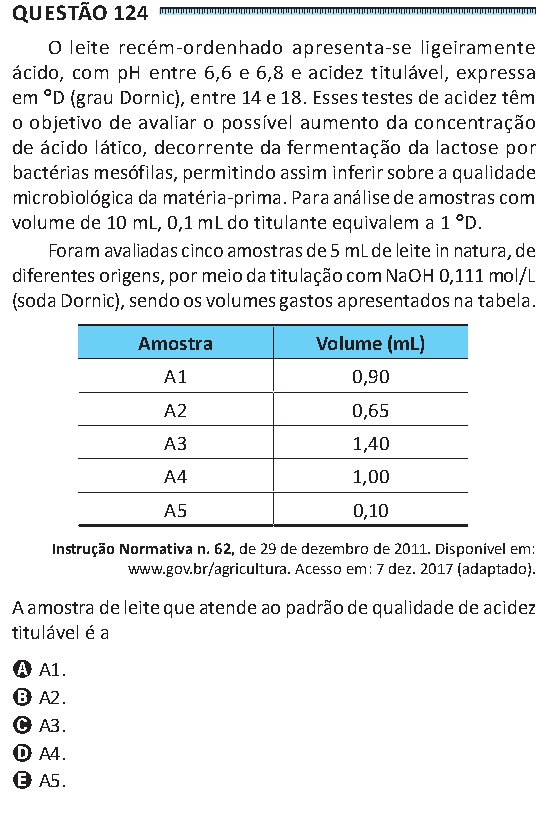 QUESTÃO 124
O leite recém-ordenhado apresenta-se ligeiramente
ácido, com pH entre 6,6 e 6,8 e acidez titulável, expressa
em °D (grau Dornic), entre 14 e 18. Esses testes de acidez têm
o objetivo de avaliar o possível aumento da concentração
de ácido lático, decorrente da fermentação da lactose por
bactérias mesófilas, permitindo assim inferir sobre a qualidade
microbiológica da matéria-prima. Para análise de amostras com
volume de 10 mL, 0,1 mL do titulante equivalem a 1 °D.
Foram avaliadas cinco amostras de 5 mL de leite in natura, de
diferentes origens, por meio da titulação com NaOH 0,111 mol/L
(soda Dornic), sendo os volumes gastos apresentados na tabela.
Amostra Volume (mL)
A1 0,90
A2 0,65
A3 1,40
A4 1,00
A5 0,10
Instrução Normativa n. 62, de 29 de dezembro de 2011. Disponível em:
www.gov.br/agricultura. Acesso em: 7 dez. 2017 (adaptado).
A amostra de leite que atende ao padrão de qualidade de acidez
titulável é a
A A1.
B A2.
C A3.
D A4.
E A5.